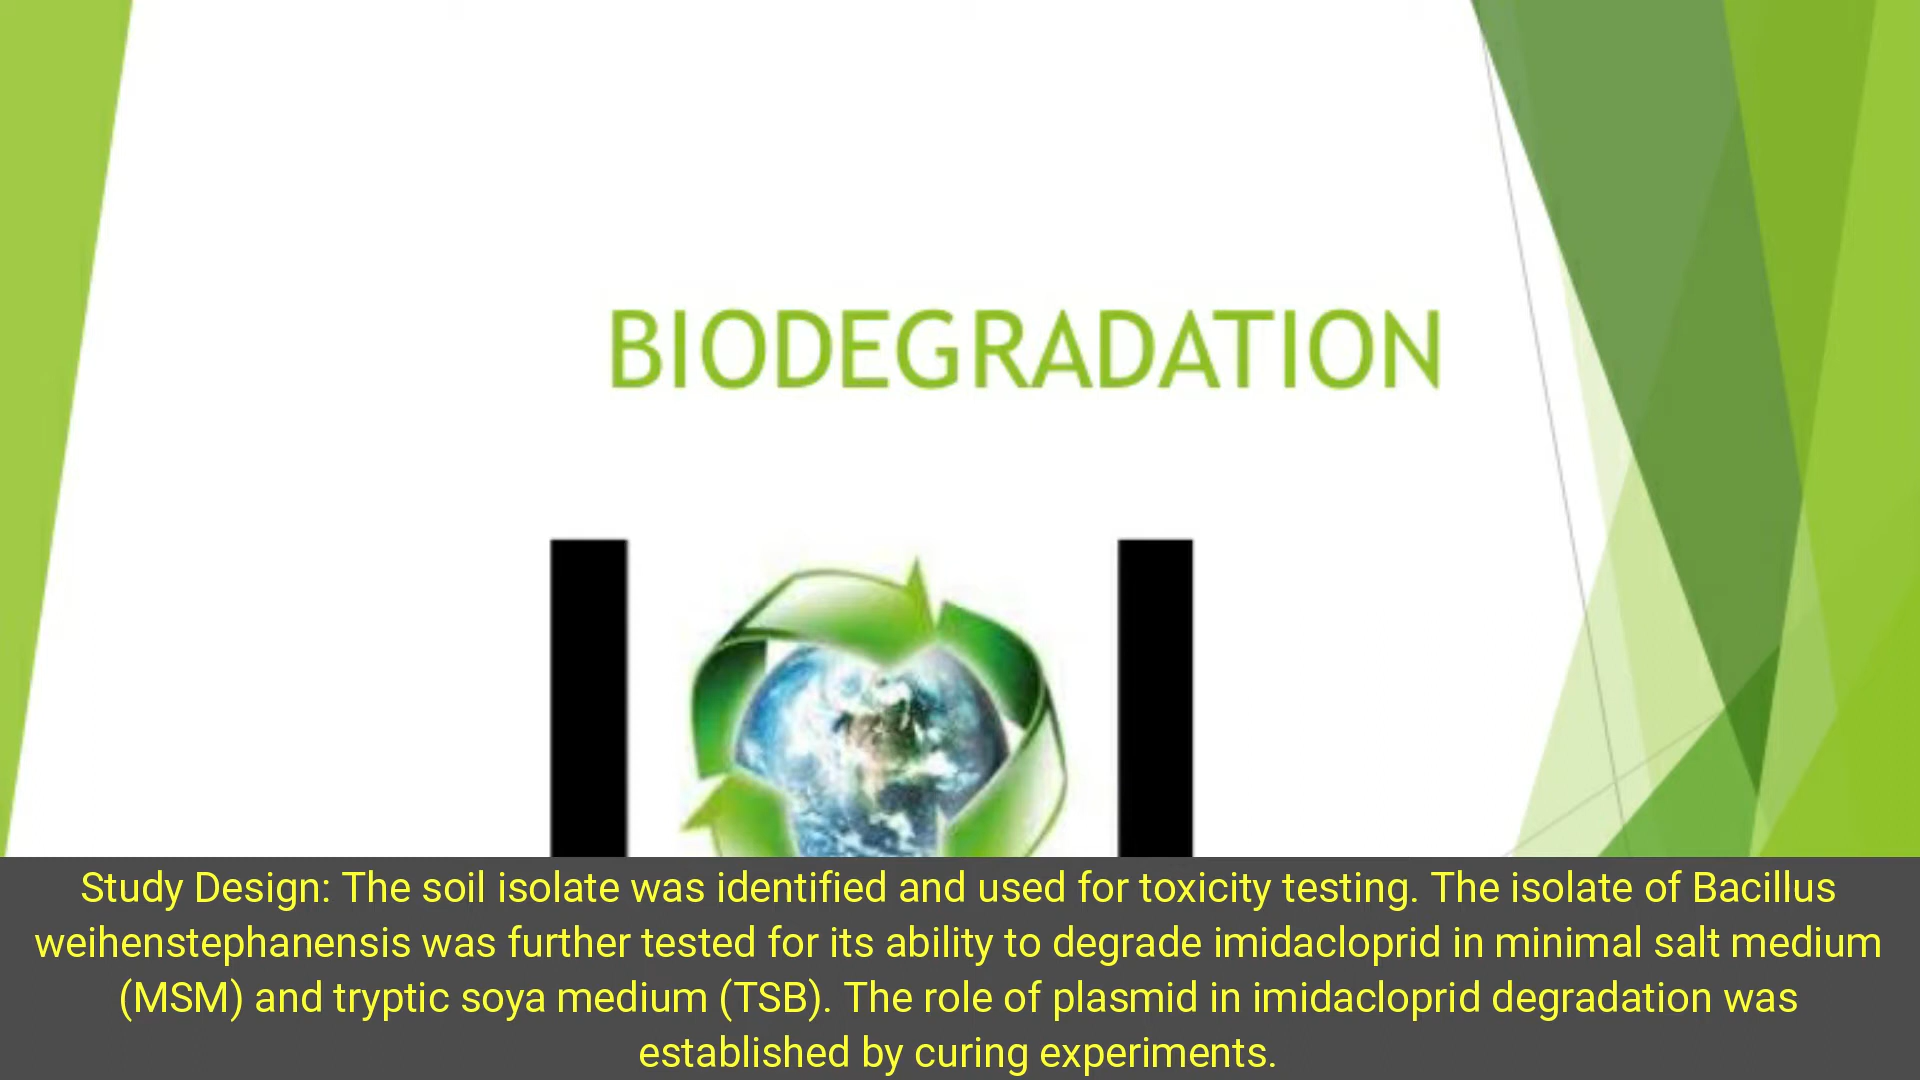 BIODEGRADATION
Study Design: The soil isolate was identified and used for toxicity testing. The isolate of Bacillus
weihenstephanensis was further tested for its ability to degrade imidacloprid in minimal salt medium
(MSM) and tryptic soya medium (TSB). The role of plasmid in imidacloprid degradation was
established by curing experiments.